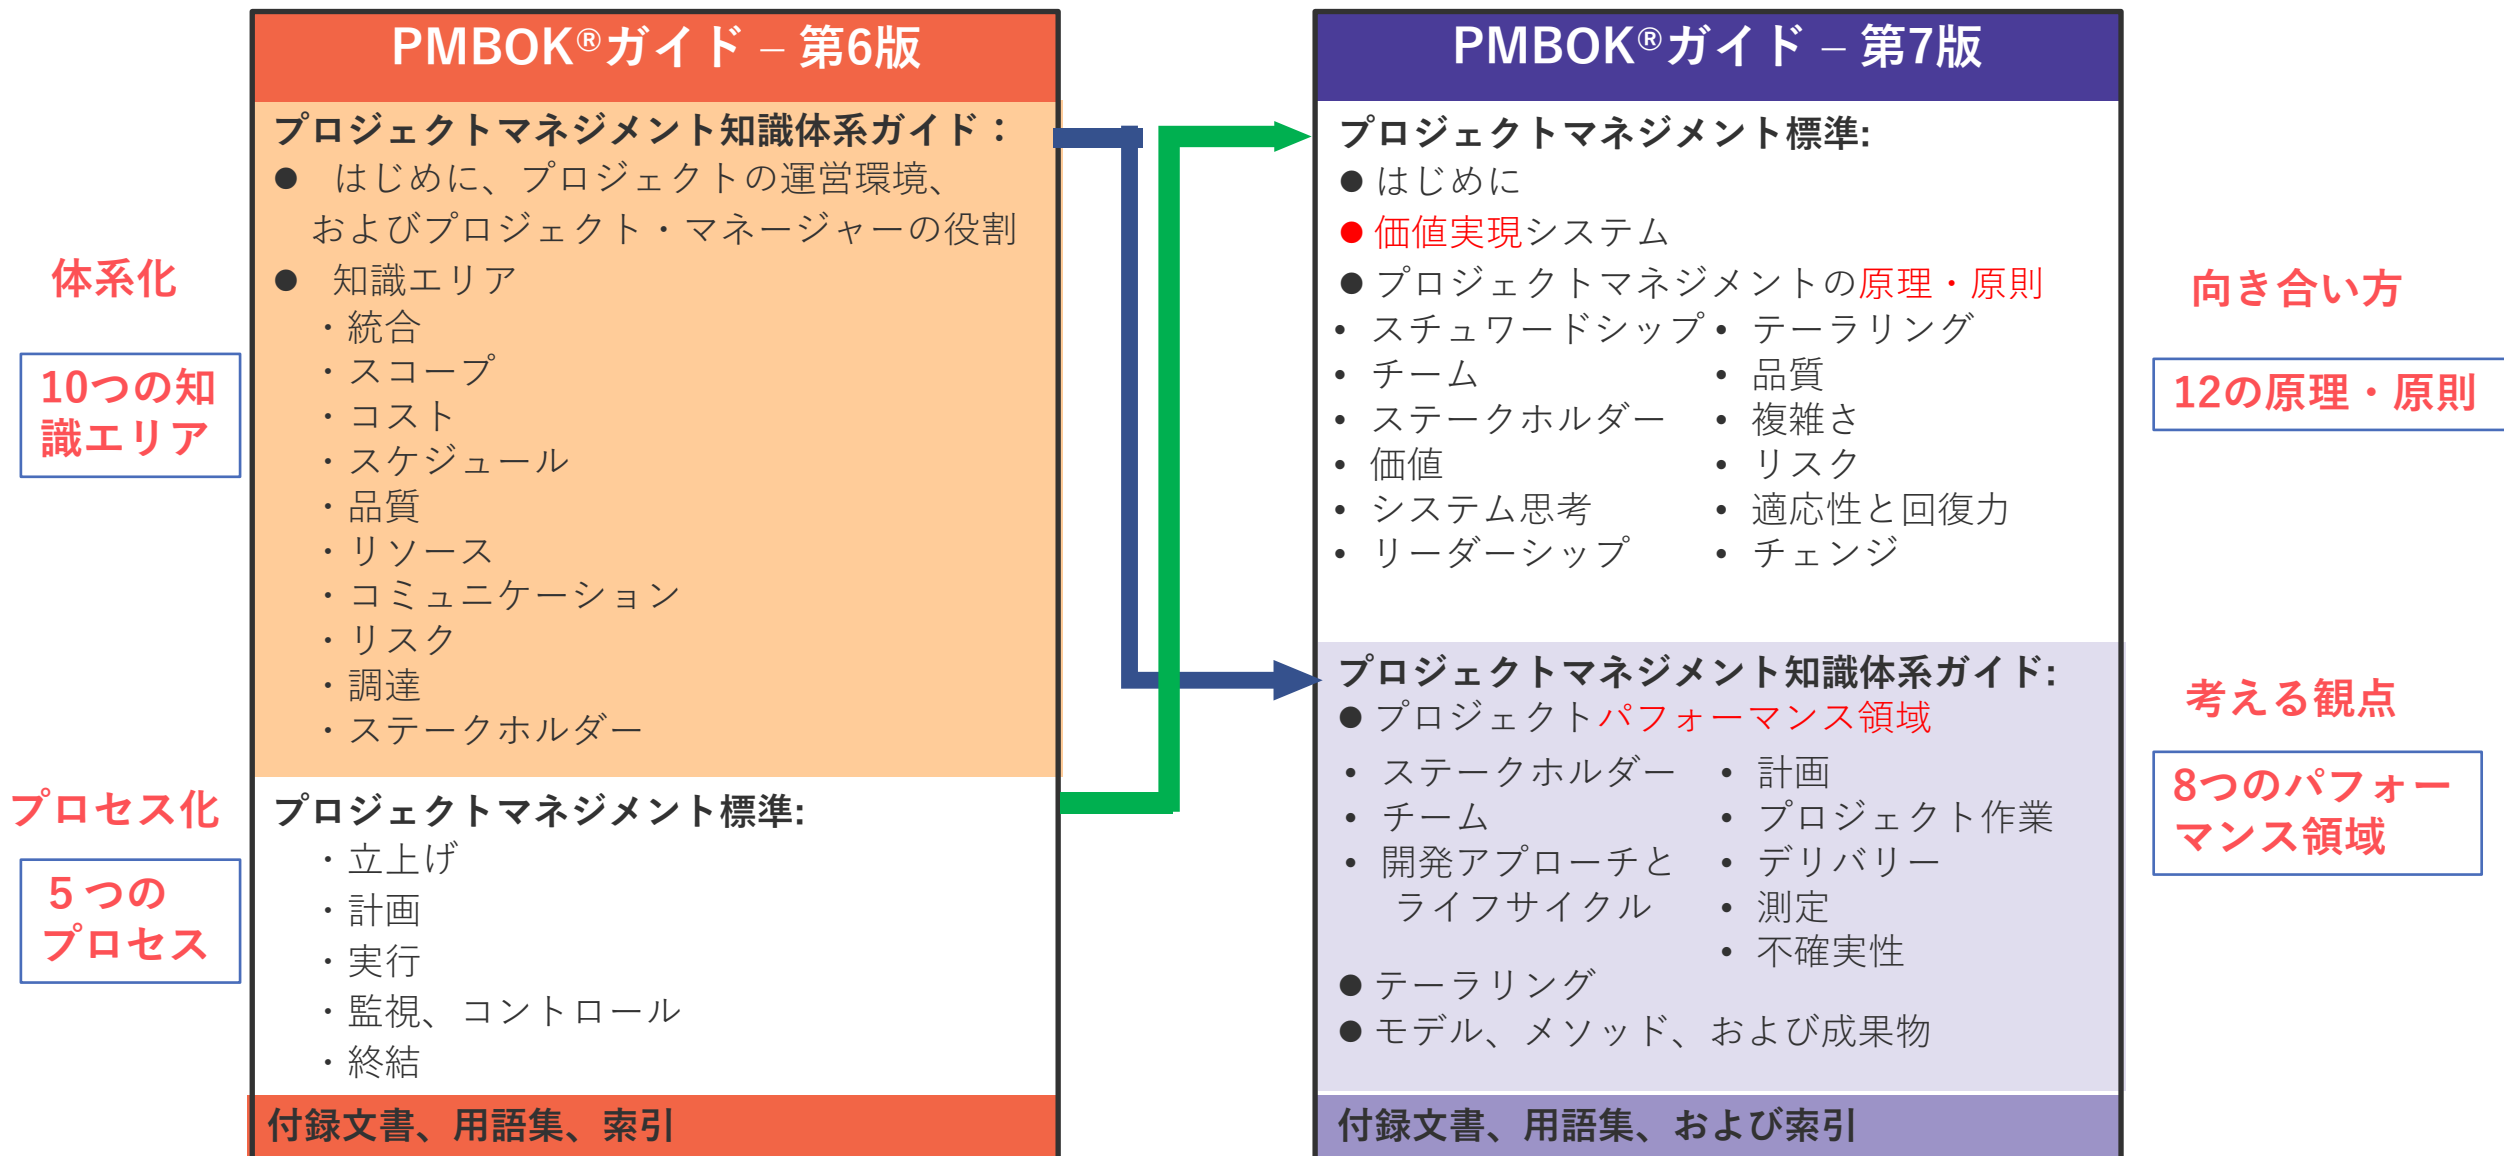 PMBOK®ガイド – 第6版
プロジェクトマネジメント知識体系ガイド：
● はじめに、プロジェクトの運営環境、
およびプロジェクト・マネージャーの役割
● 知識エリア
・統合
・スコープ
・コスト
・スケジュール
・品質
・リソース
・コミュニケーション
・リスク
・調達
・ステークホルダー
体系化
10つの知
識エリア
プロジェクトマネジメント標準:
・立上げ
・計画
・実行
・監視、コントロール
・終結
プロセス化
5つの
プロセス
付録文書、用語集、索引
PMBOK®ガイド – 第7版
プロジェクトマネジメント標準:
● はじめに
● 価値実現システム
● プロジェクトマネジメントの原理・原則
• スチュワードシップ
• チーム
• ステークホルダー
• 価値
• システム思考
• リーダーシップ
• テーラリング
• 品質
• 複雑さ
• リスク
• 適応性と回復力
• チェンジ
向き合い方
12の原理・原則
プロジェクトマネジメント知識体系ガイド:
● プロジェクトパフォーマンス領域
• ステークホルダー
• チーム
• 開発アプローチと
ライフサイクル
• 計画
• プロジェクト作業
• デリバリー
• 測定
• 不確実性
● テーラリング
● モデル、メソッド、および成果物
考える観点
8つのパフォー
マンス領域
付録文書、用語集、および索引